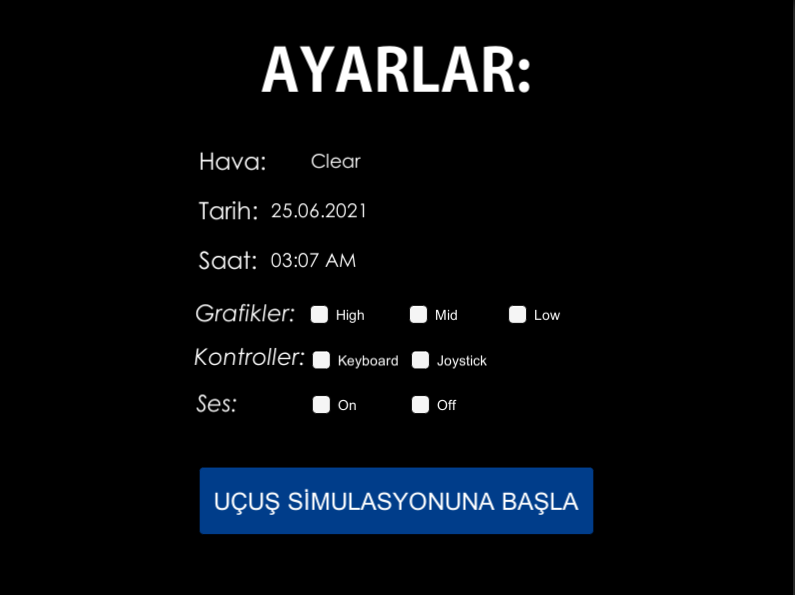 AYARLAR:
Hava: Clear
Tarih: 25.06.2021
Saat: 03:07 AM
Grafikler: High Mid Low
Kontroller: Keyboard Joystick
Ses: On Off
UÇUŞ SİMULASYONUNA BAŞLA